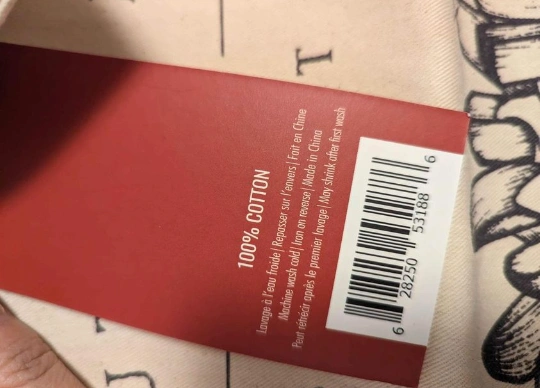 100% COTTON
Lavage à l'eau froide | Repasser sur l'envers | Fait en Chine
Machine wash cold | Iron on reverse | Made in China
Peut rétrécir après le premier lavage | May shrink after first wash
6 28250 53188 6
T
J